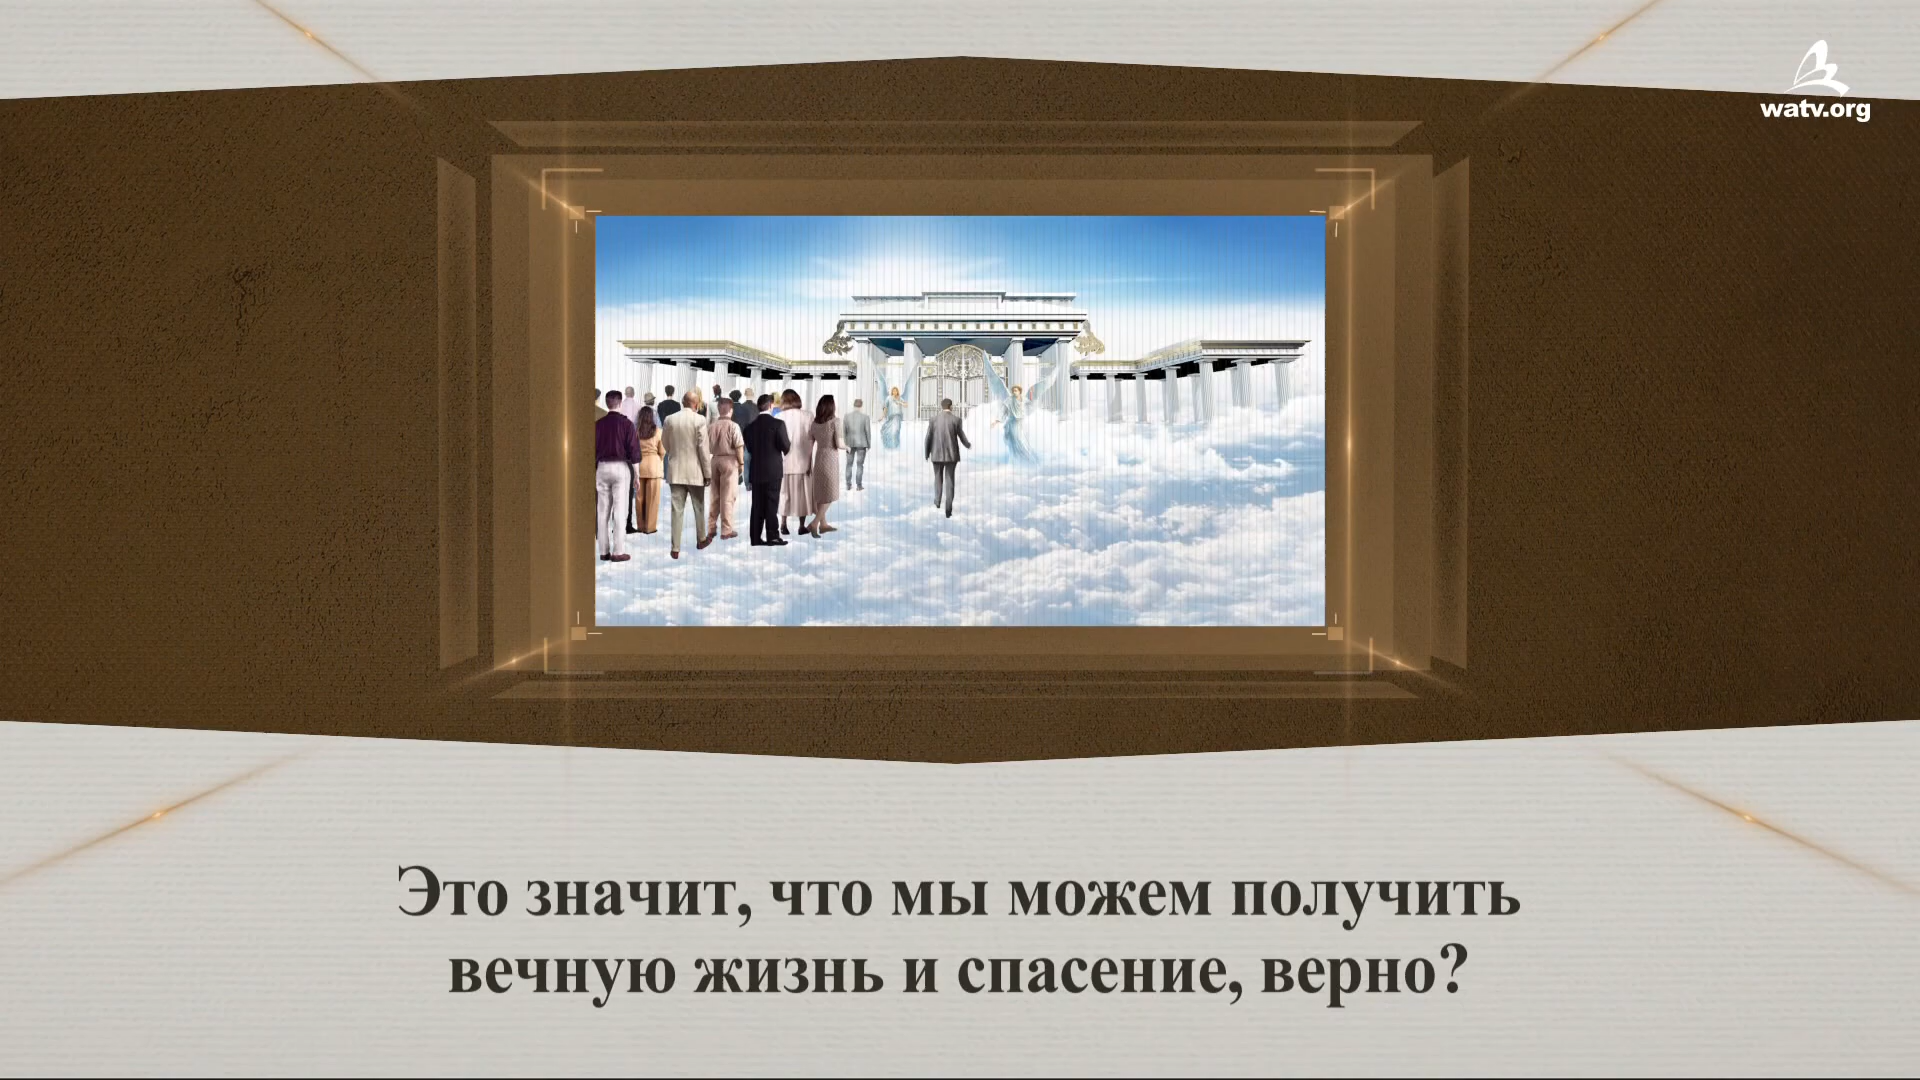 watv.org
Это значит, что мы можем получить
вечную жизнь и спасение, верно?